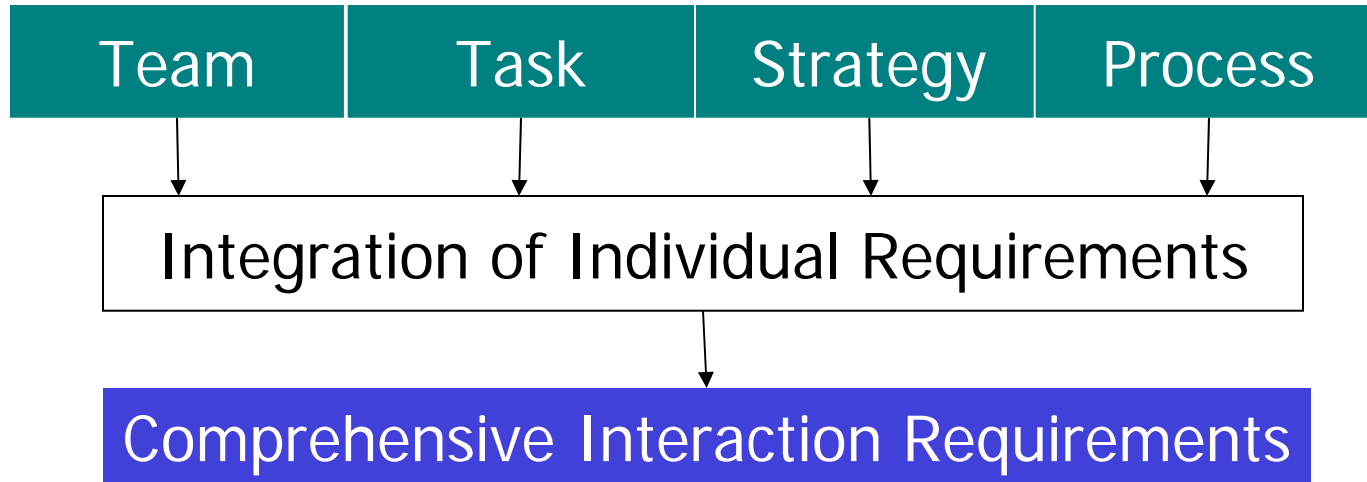 Team Task Strategy Process
Integration of Individual Requirements
Comprehensive Interaction Requirements